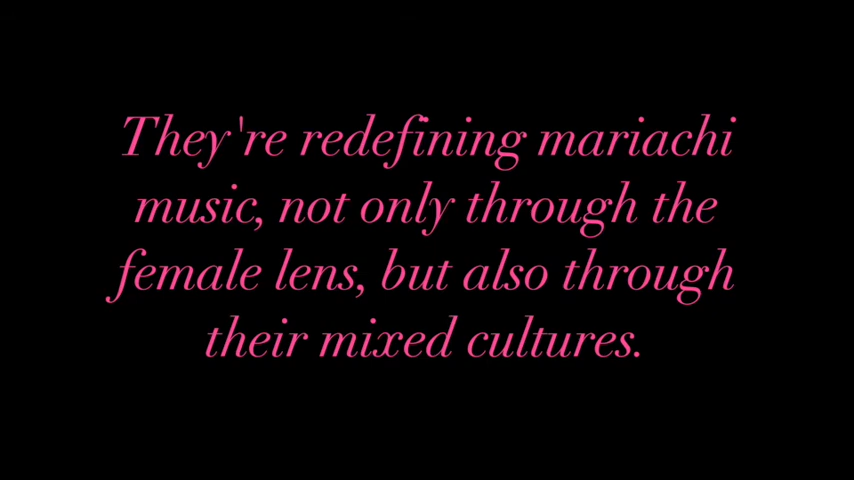 They're redefining mariachi
music, not only through the
female lens, but also through
their mixed cultures.